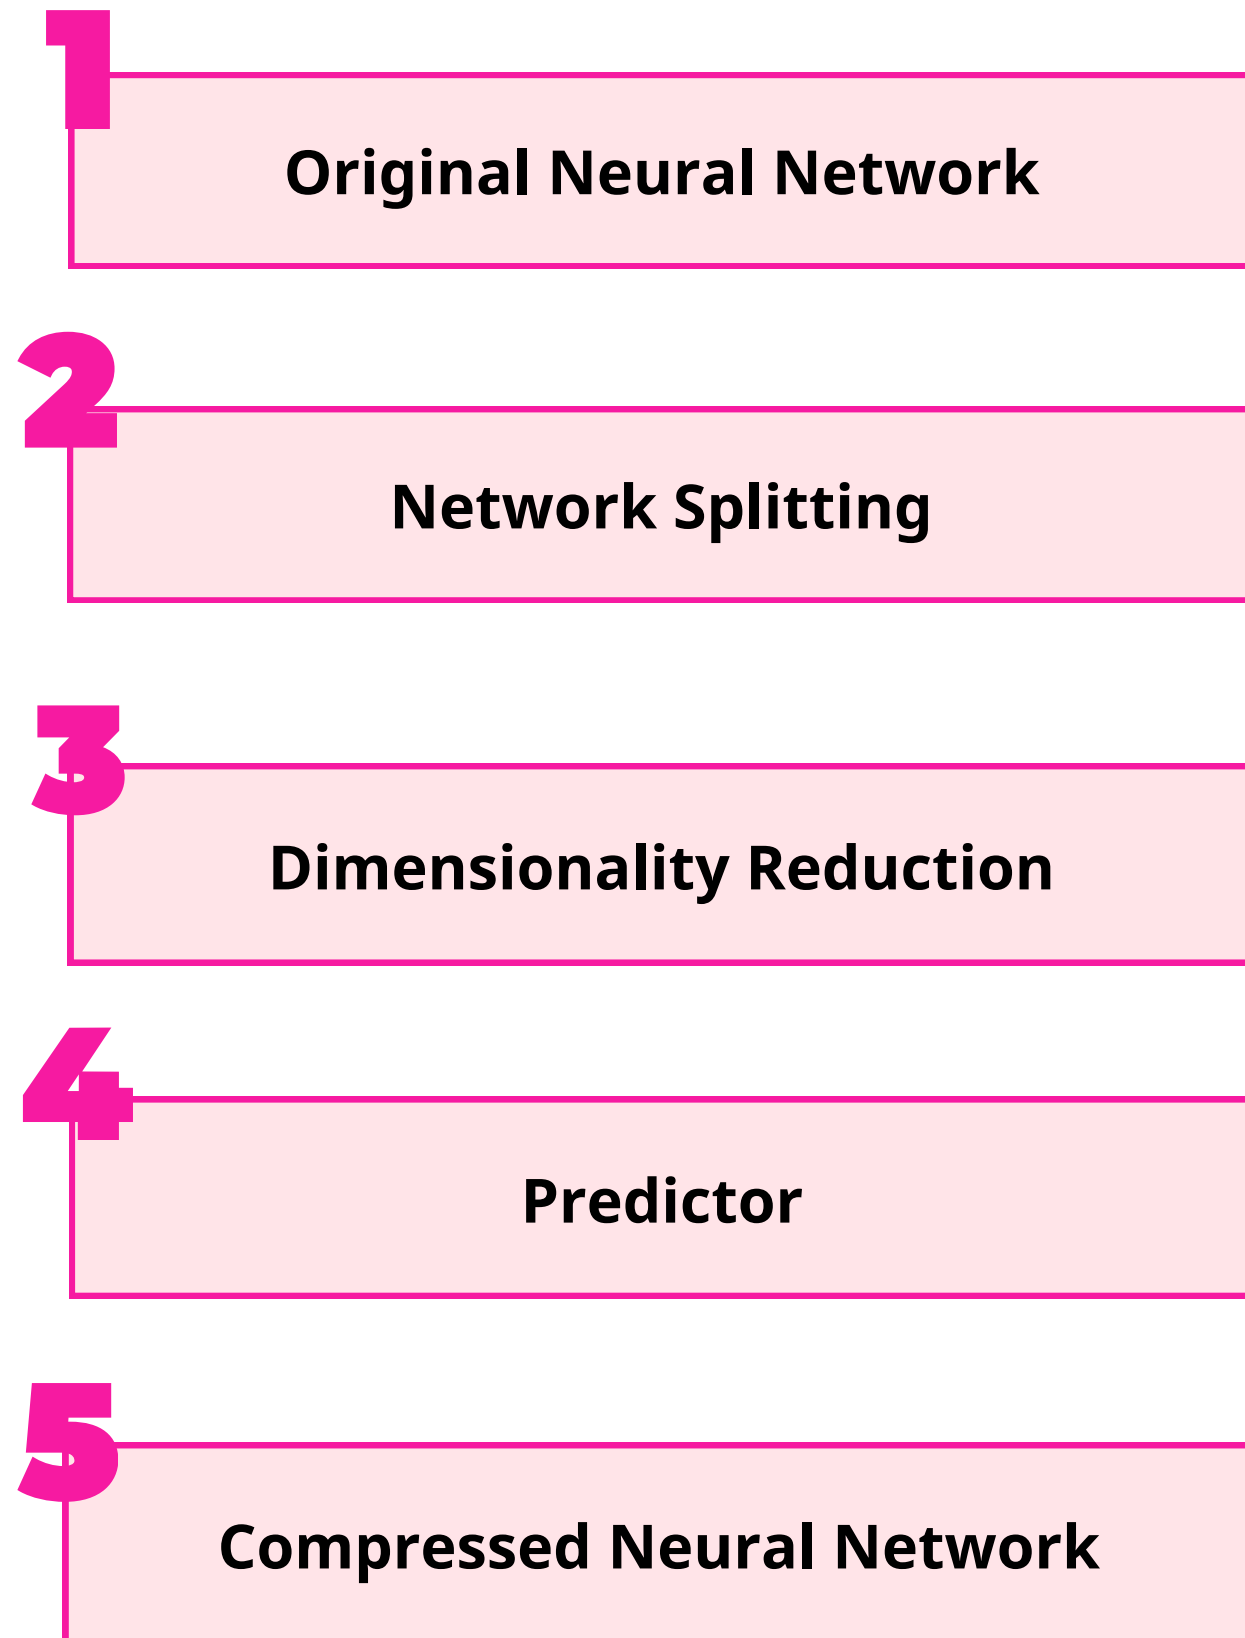 1
Original Neural Network
2
Network Splitting
3
Dimensionality Reduction
4
Predictor
5
Compressed Neural Network